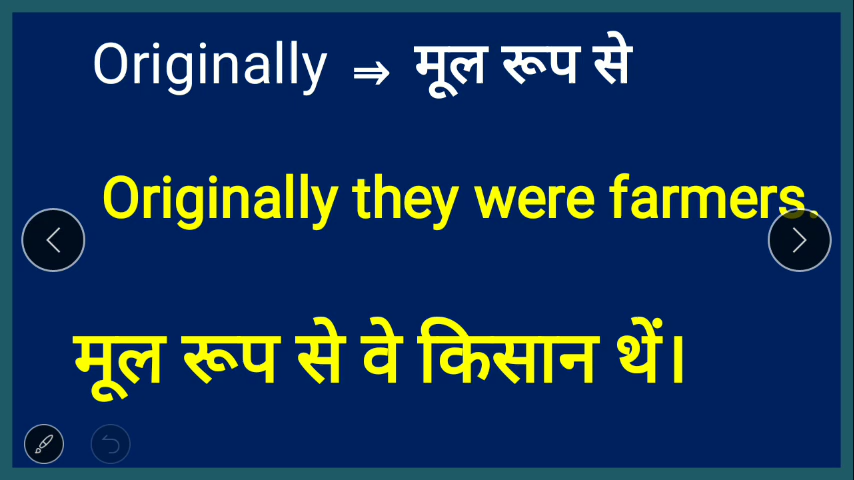 Originally ⇒ मूल रूप से
Originally they were farmers.
मूल रूप से वे किसान थें।